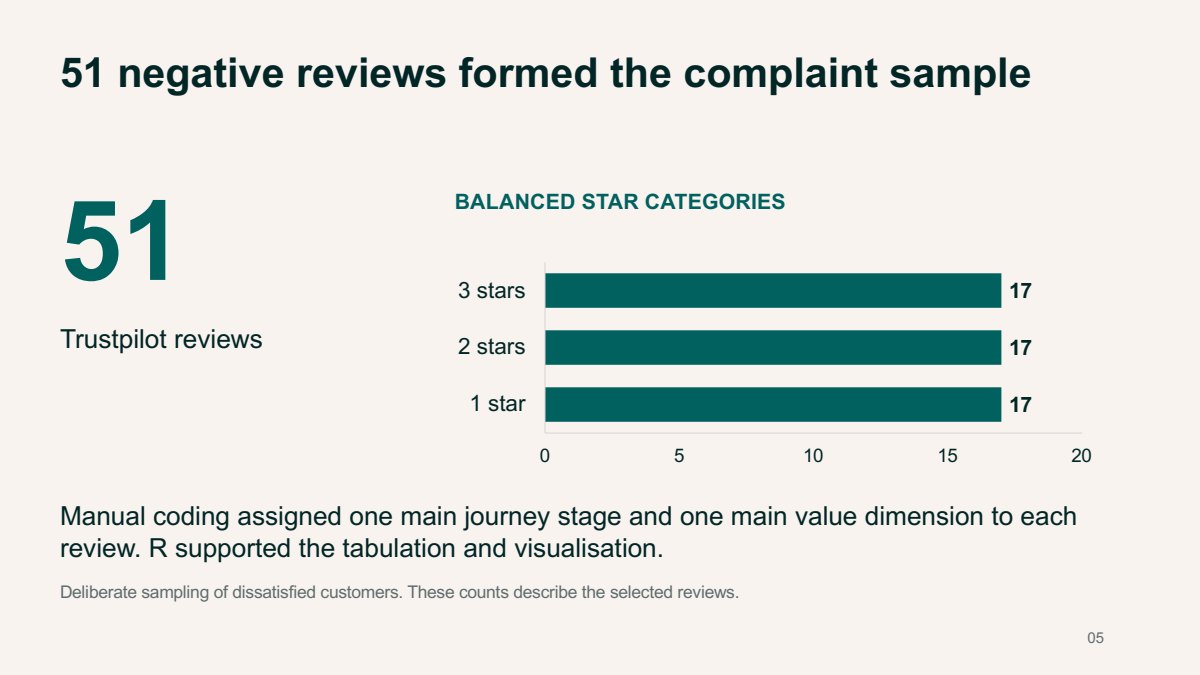 51 negative reviews formed the complaint sample
51
Trustpilot reviews
BALANCED STAR CATEGORIES
3 stars 17
2 stars 17
1 star 17
0 5 10 15 20
Manual coding assigned one main journey stage and one main value dimension to each
review. R supported the tabulation and visualisation.
Deliberate sampling of dissatisfied customers. These counts describe the selected reviews.
05